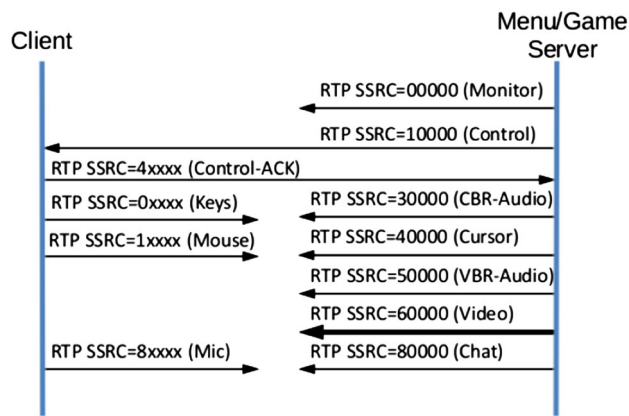 Client
Menu/Game
Server
RTP SSRC=00000 (Monitor)
RTP SSRC=10000 (Control)
RTP SSRC=4xxxx (Control-ACK)
RTP SSRC=0xxxx (Keys)
RTP SSRC=30000 (CBR-Audio)
RTP SSRC=1xxxx (Mouse)
RTP SSRC=40000 (Cursor)
RTP SSRC=50000 (VBR-Audio)
RTP SSRC=60000 (Video)
RTP SSRC=8xxxx (Mic)
RTP SSRC=80000 (Chat)